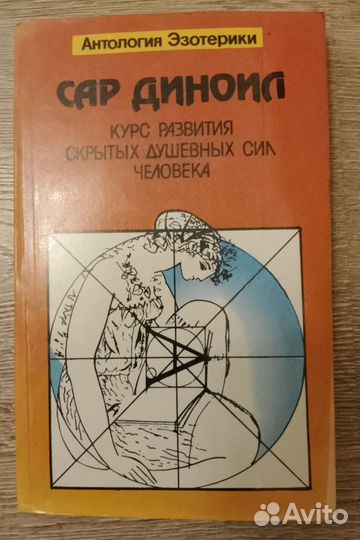 Антология Эзотерики
САР ДИНОИЛ
КУРС РАЗВИТИЯ
СКРЫТЫХ ДУШЕВНЫХ СИЛ
ЧЕЛОВЕКА
А
Avito